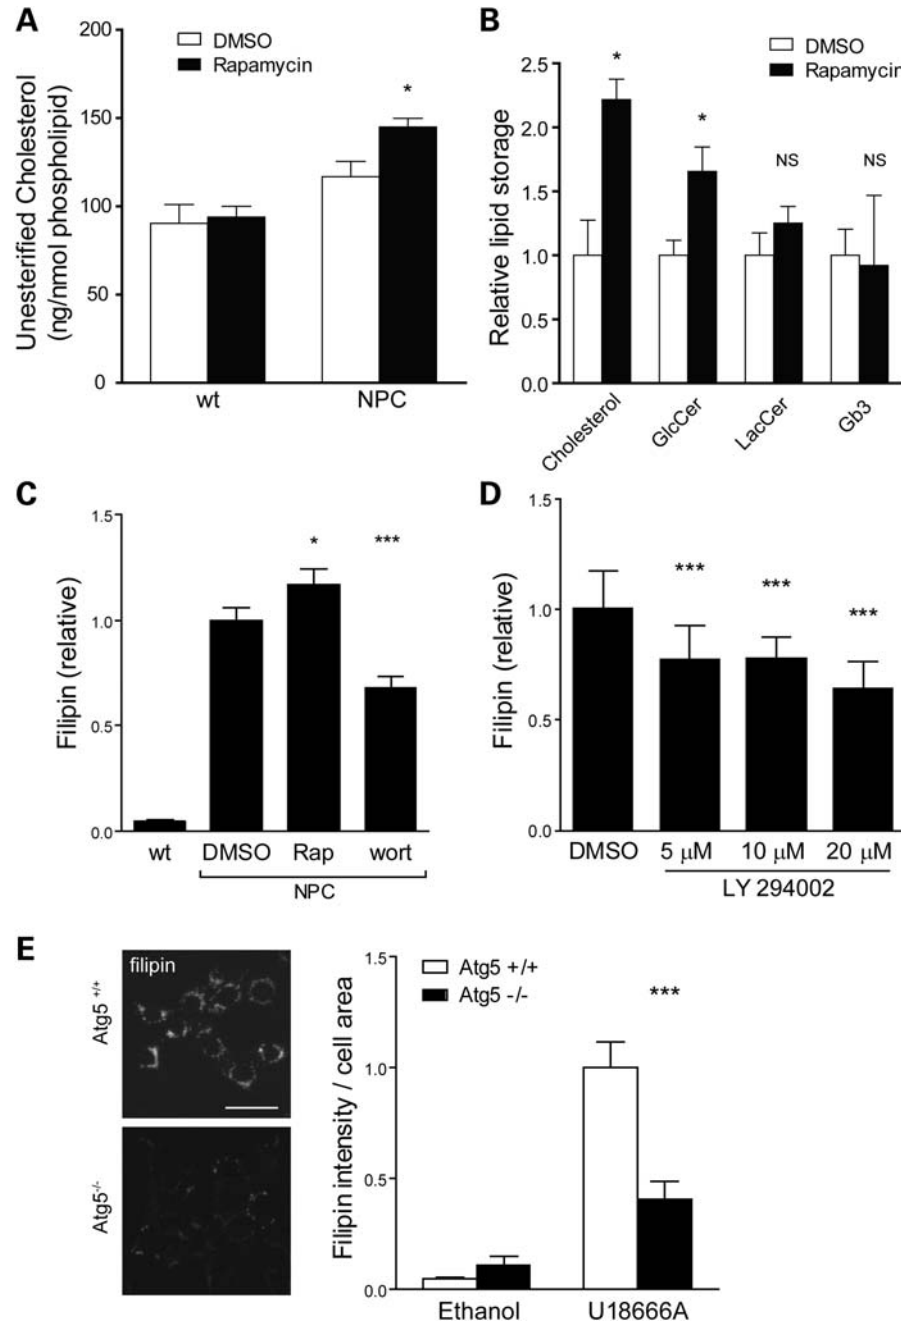 A
200
150
100
50
0
Unesterified Cholesterol
(ng/nmol phospholipid)
DMSO
Rapamycin
*
wt
NPC
B
DMSO
Rapamycin
2.5
2.0
1.5
1.0
0.5
0.0
Relative lipid storage
*
*
NS
NS
Cholesterol
GlcCer
LacCer
Gb3
C
1.5
1.0
0.5
0.0
Filipin (relative)
*
***
wt
DMSO
Rap
wort
NPC
D
1.5
1.0
0.5
0.0
Filipin (relative)
***
***
***
DMSO
5 μM
10 μM
20 μM
LY 294002
E
filipin
Atg5 +/+
Atg5-/-
1.5
1.0
0.5
0.0
Filipin intensity / cell area
Atg5 +/+
Atg5 -/-
***
Ethanol
U18666A